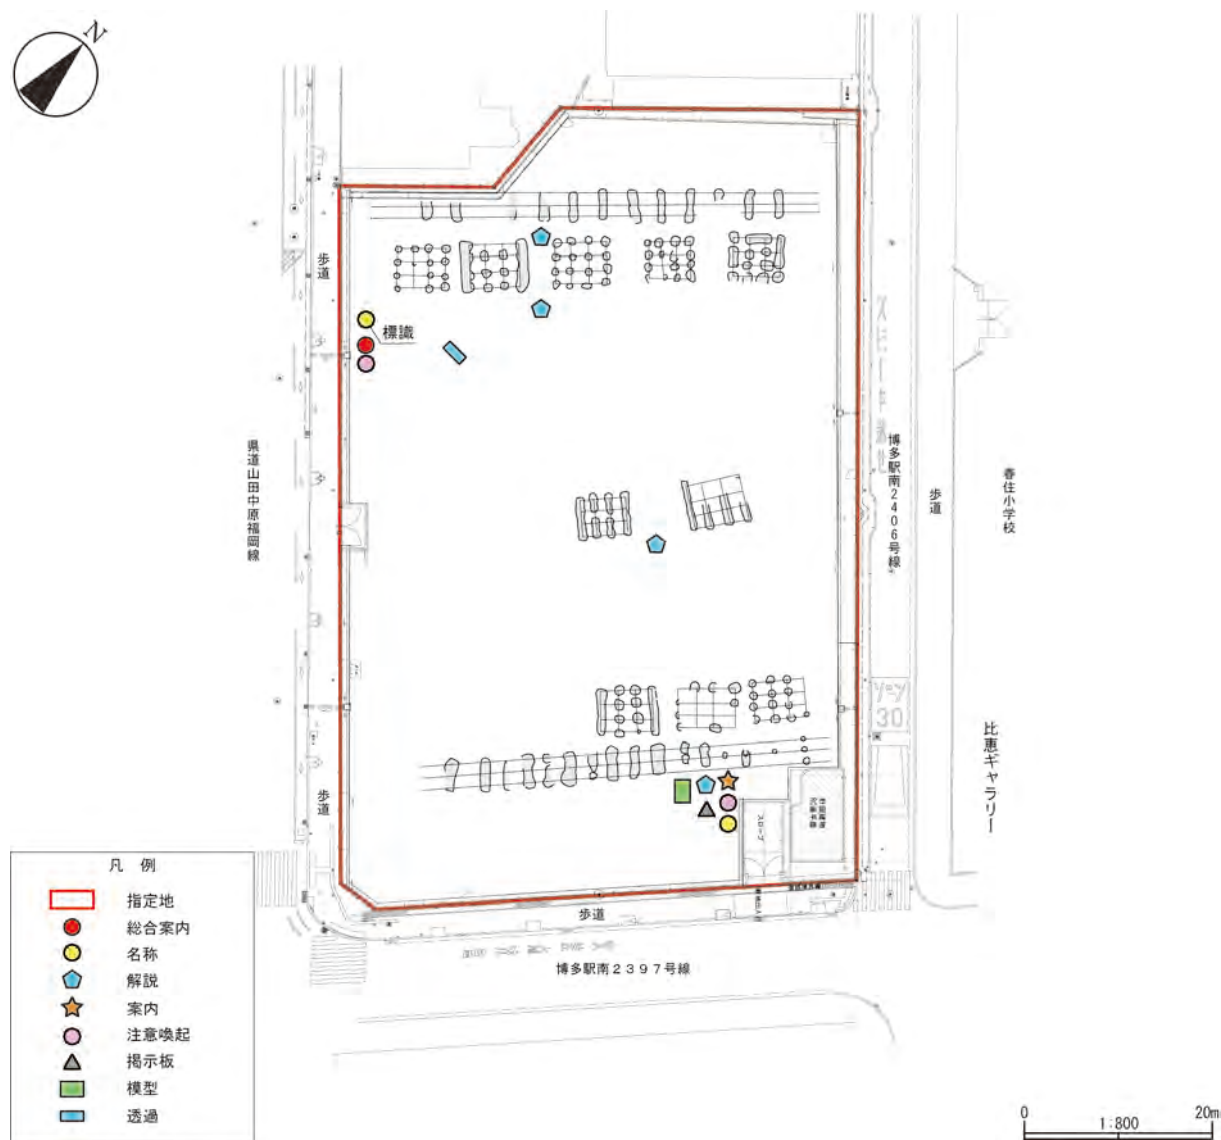 N
歩道
標識
県道山田中原福岡線
博多駅南2406号線
歩道
春住小学校
ゾーン
30
比恵ギャラリー
スロープ
歩道
歩道
博多駅南2397号線
凡 例
指定地
総合案内
名称
解説
案内
注意喚起
掲示板
模型
透過
0
1:800
20m